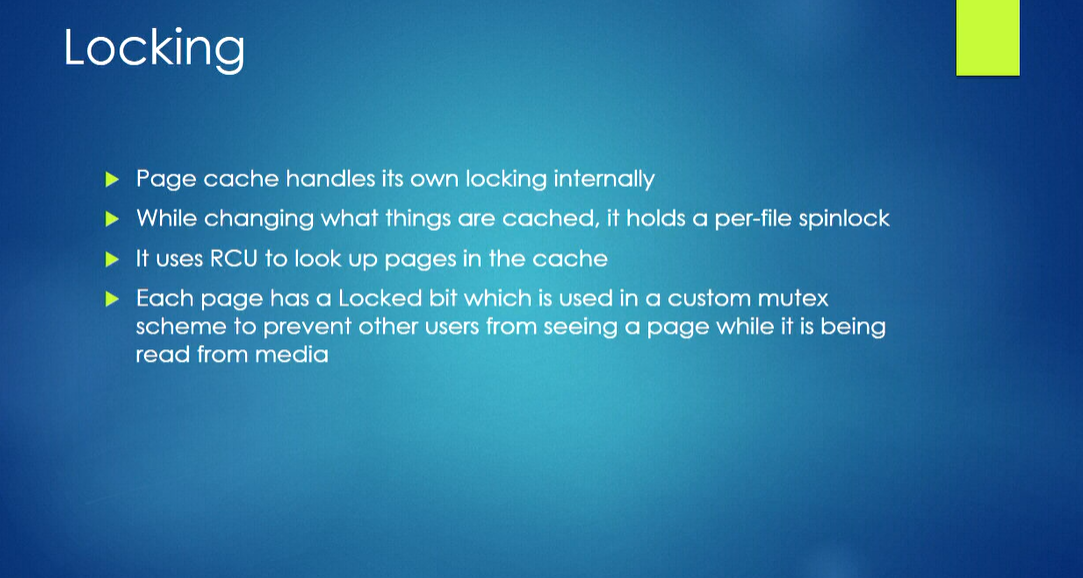 Locking
Page cache handles its own locking internally
While changing what things are cached, it holds a per-file spinlock
It uses RCU to look up pages in the cache
Each page has a Locked bit which is used in a custom mutex
scheme to prevent other users from seeing a page while it is being
read from media